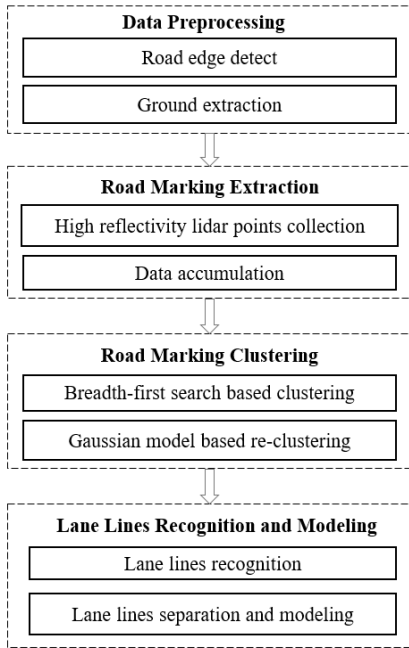 Data Preprocessing
Road edge detect
Ground extraction
Road Marking Extraction
High reflectivity lidar points collection
Data accumulation
Road Marking Clustering
Breadth-first search based clustering
Gaussian model based re-clustering
Lane Lines Recognition and Modeling
Lane lines recognition
Lane lines separation and modeling